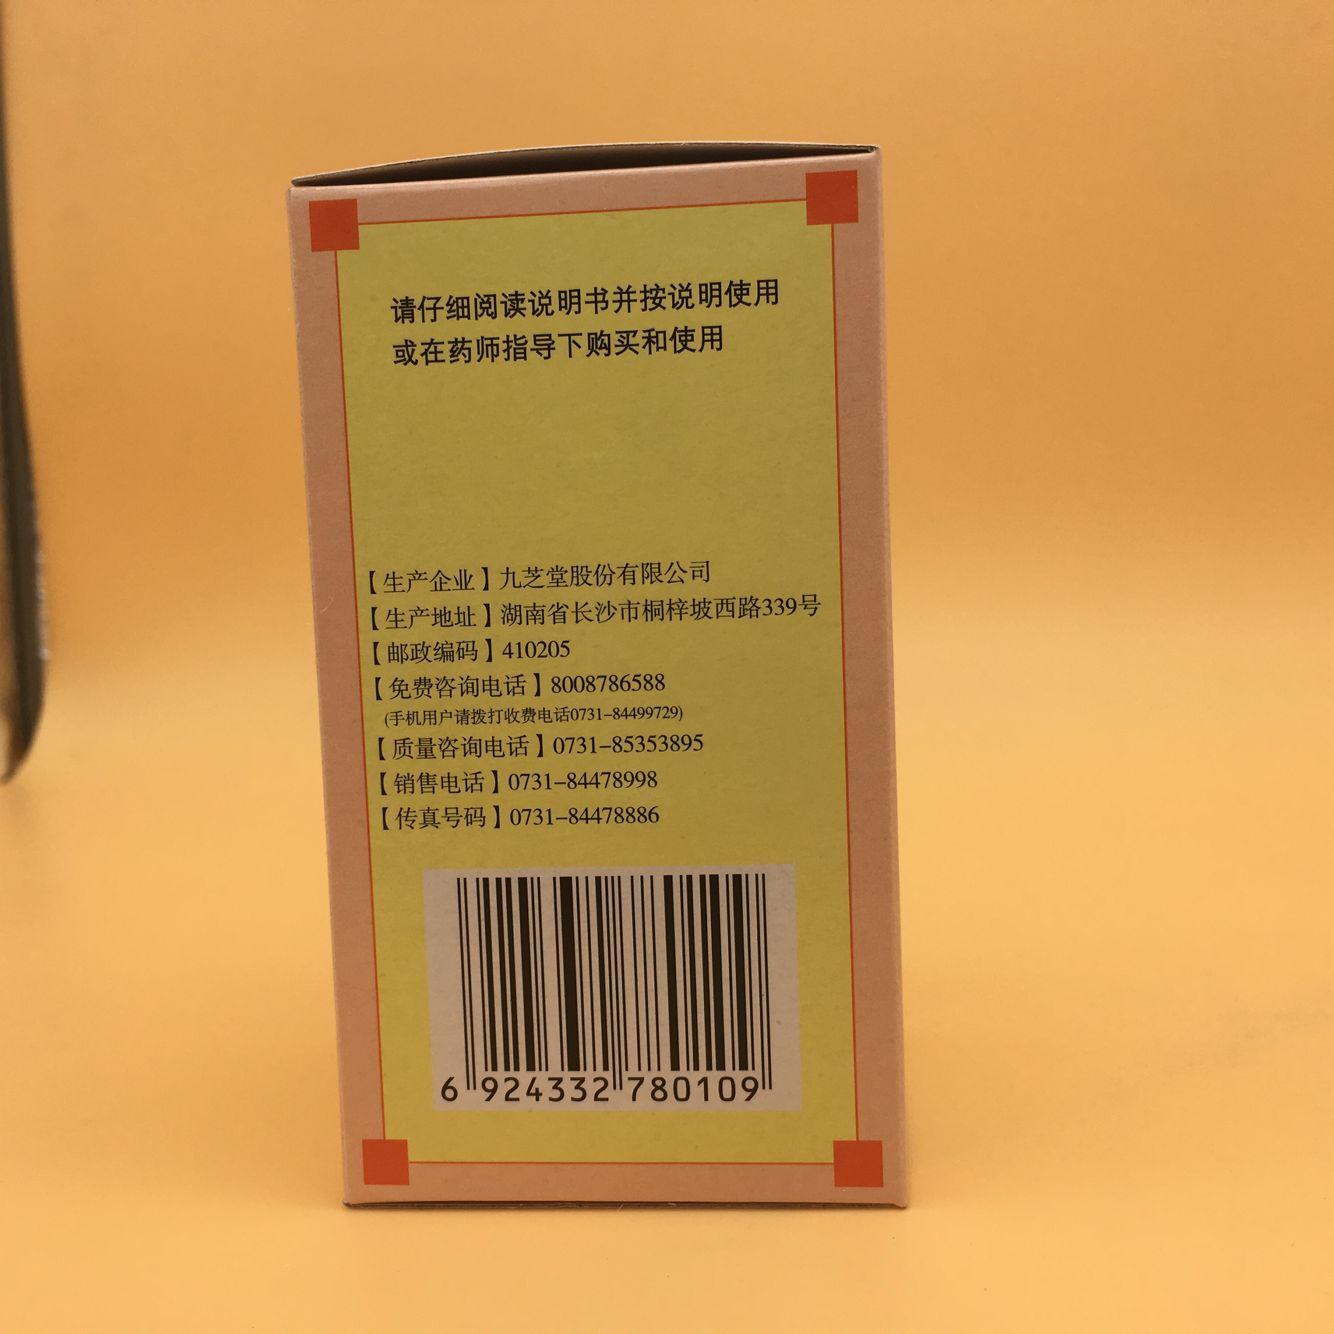 请仔细阅读说明书并按说明使用
或在药师指导下购买和使用
【生产企业】九芝堂股份有限公司
【生产地址】湖南省长沙市桐梓坡西路339号
【邮政编码】410205
【免费咨询电话】8008786588
(手机用户请拨打收费电话0731-84499729)
【质量咨询电话】0731-85353895
【销售电话】0731-84478998
【传真号码】0731-84478886
6 924332 780109